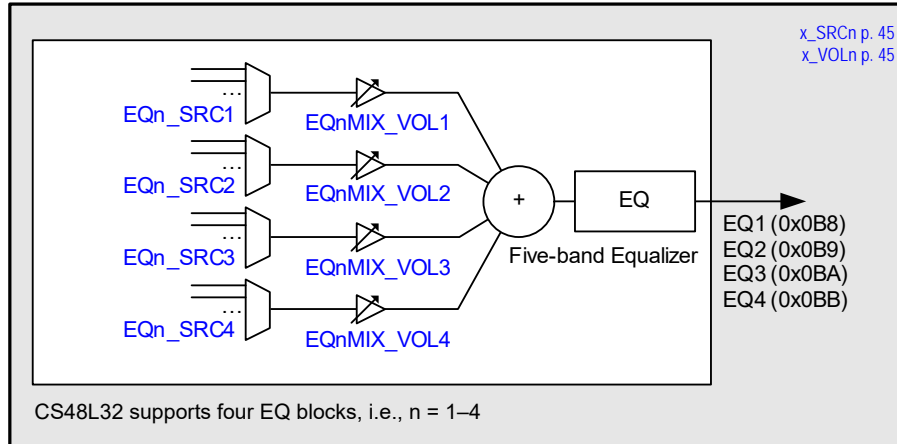 x_SRCn p. 45
x_VOLn p. 45
...
EQn_SRC1
EQnMIX_VOL1
...
EQn_SRC2
EQnMIX_VOL2
+
EQ
...
EQn_SRC3
EQnMIX_VOL3
Five-band Equalizer
EQ1 (0x0B8)
EQ2 (0x0B9)
EQ3 (0x0BA)
EQ4 (0x0BB)
...
EQn_SRC4
EQnMIX_VOL4
CS48L32 supports four EQ blocks, i.e., n = 1–4